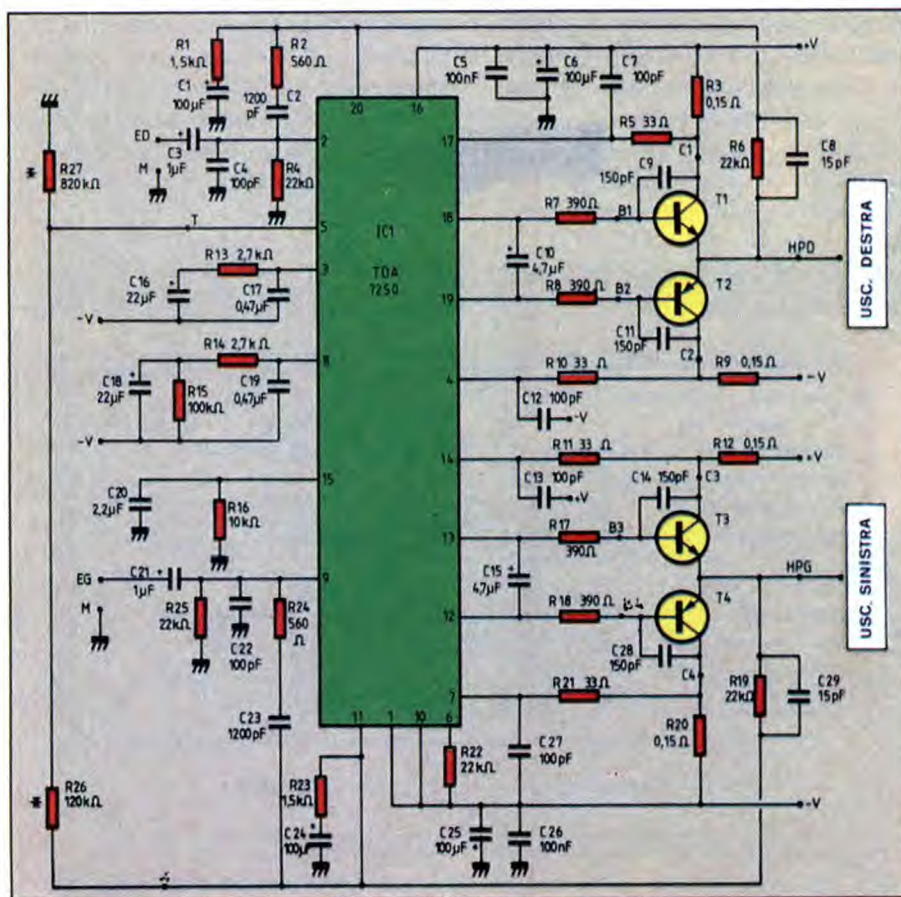 R1
1,5kΩ
R2
560Ω
C1
100µF
1200
pF
C2
ED
C3
1µF
M
C4
100pF
R4
22kΩ
R27
820kΩ
T
R13 2,7kΩ
C16
22µF
C17
0,47µF
-V
R14 2,7kΩ
C18
22µF
R15
100kΩ
C19
0,47µF
-V
C20
2,2µF
R16
10kΩ
EG
C21
1µF
M
R25
22kΩ
C22
100pF
R24
560
Ω
C23
1200pF
R26
120kΩ
20
16
2
17
5
IC1
18
3
TDA
7250
19
8
4
14
15
13
9
12
7
11
1
10
6
R23
1,5kΩ
C24
100µ
R22
22kΩ
C25
100µF
C26
100nF
C27
100pF
C5
100nF
C6
100µF
C7
100pF
+V
R3
0,15Ω
R5 33Ω
C1
C9
150pF
R6
22kΩ
C8
15pF
T1
R7 390Ω
B1
C10
4,7µF
HPD
R8 390Ω
B2
T2
C11
150pF
C2
R10 33 Ω
R9 0,15Ω
-V
C12 100pF
-V
R11 33 Ω
R12 0,15Ω
+V
C13 100pF
+V
C14 150pF
C3
T3
R17
390Ω
B3
C15
4,7µF
HPG
R18 390Ω
T4
C28
150pF
C4
R21 33Ω
R19
22kΩ
C29
15pF
R20
0,15Ω
-V
USC. DESTRA
USC. SINISTRA